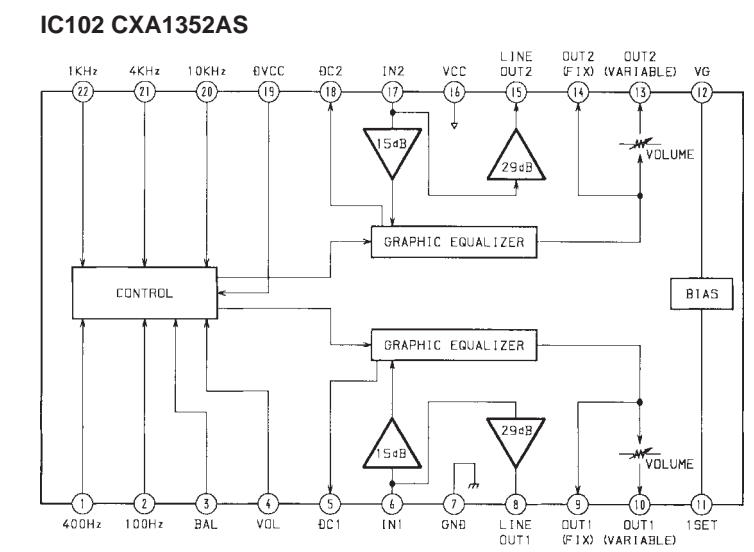 IC102 CXA1352AS
LINE OUT2 OUT2
1KHz 4KHz 10KHz DVCC DC2 IN2 VCC OUT2 (FIX) (VARIABLE) VG
22 21 20 19 18 17 16 15 14 13 12
15dB
29dB
VOLUME
GRAPHIC EQUALIZER
CONTROL
BIAS
GRAPHIC EQUALIZER
15dB
29dB
VOLUME
1 2 3 4 5 6 7 8 9 10 11
400Hz 100Hz BAL VOL DC1 IN1 GND LINE OUT1 OUT1 ISET
OUT1 (FIX) (VARIABLE)